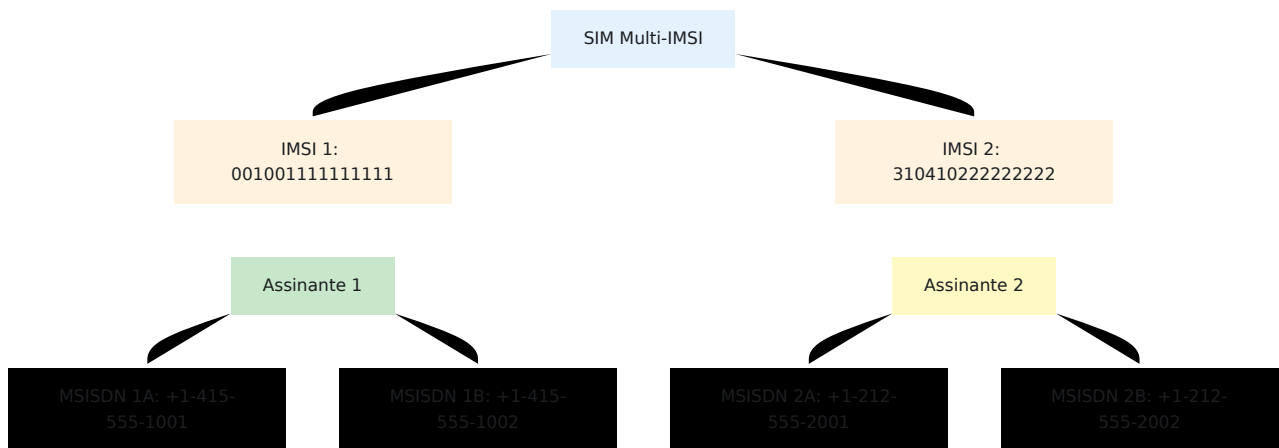 SIM Multi-IMSI
IMSI 1:
001001111111111
IMSI 2:
310410222222222
Assinante 1
Assinante 2
MSISDN 1A: +1-415-
555-1001
MSISDN 1B: +1-415-
555-1002
MSISDN 2A: +1-212-
555-2001
MSISDN 2B: +1-212-
555-2002